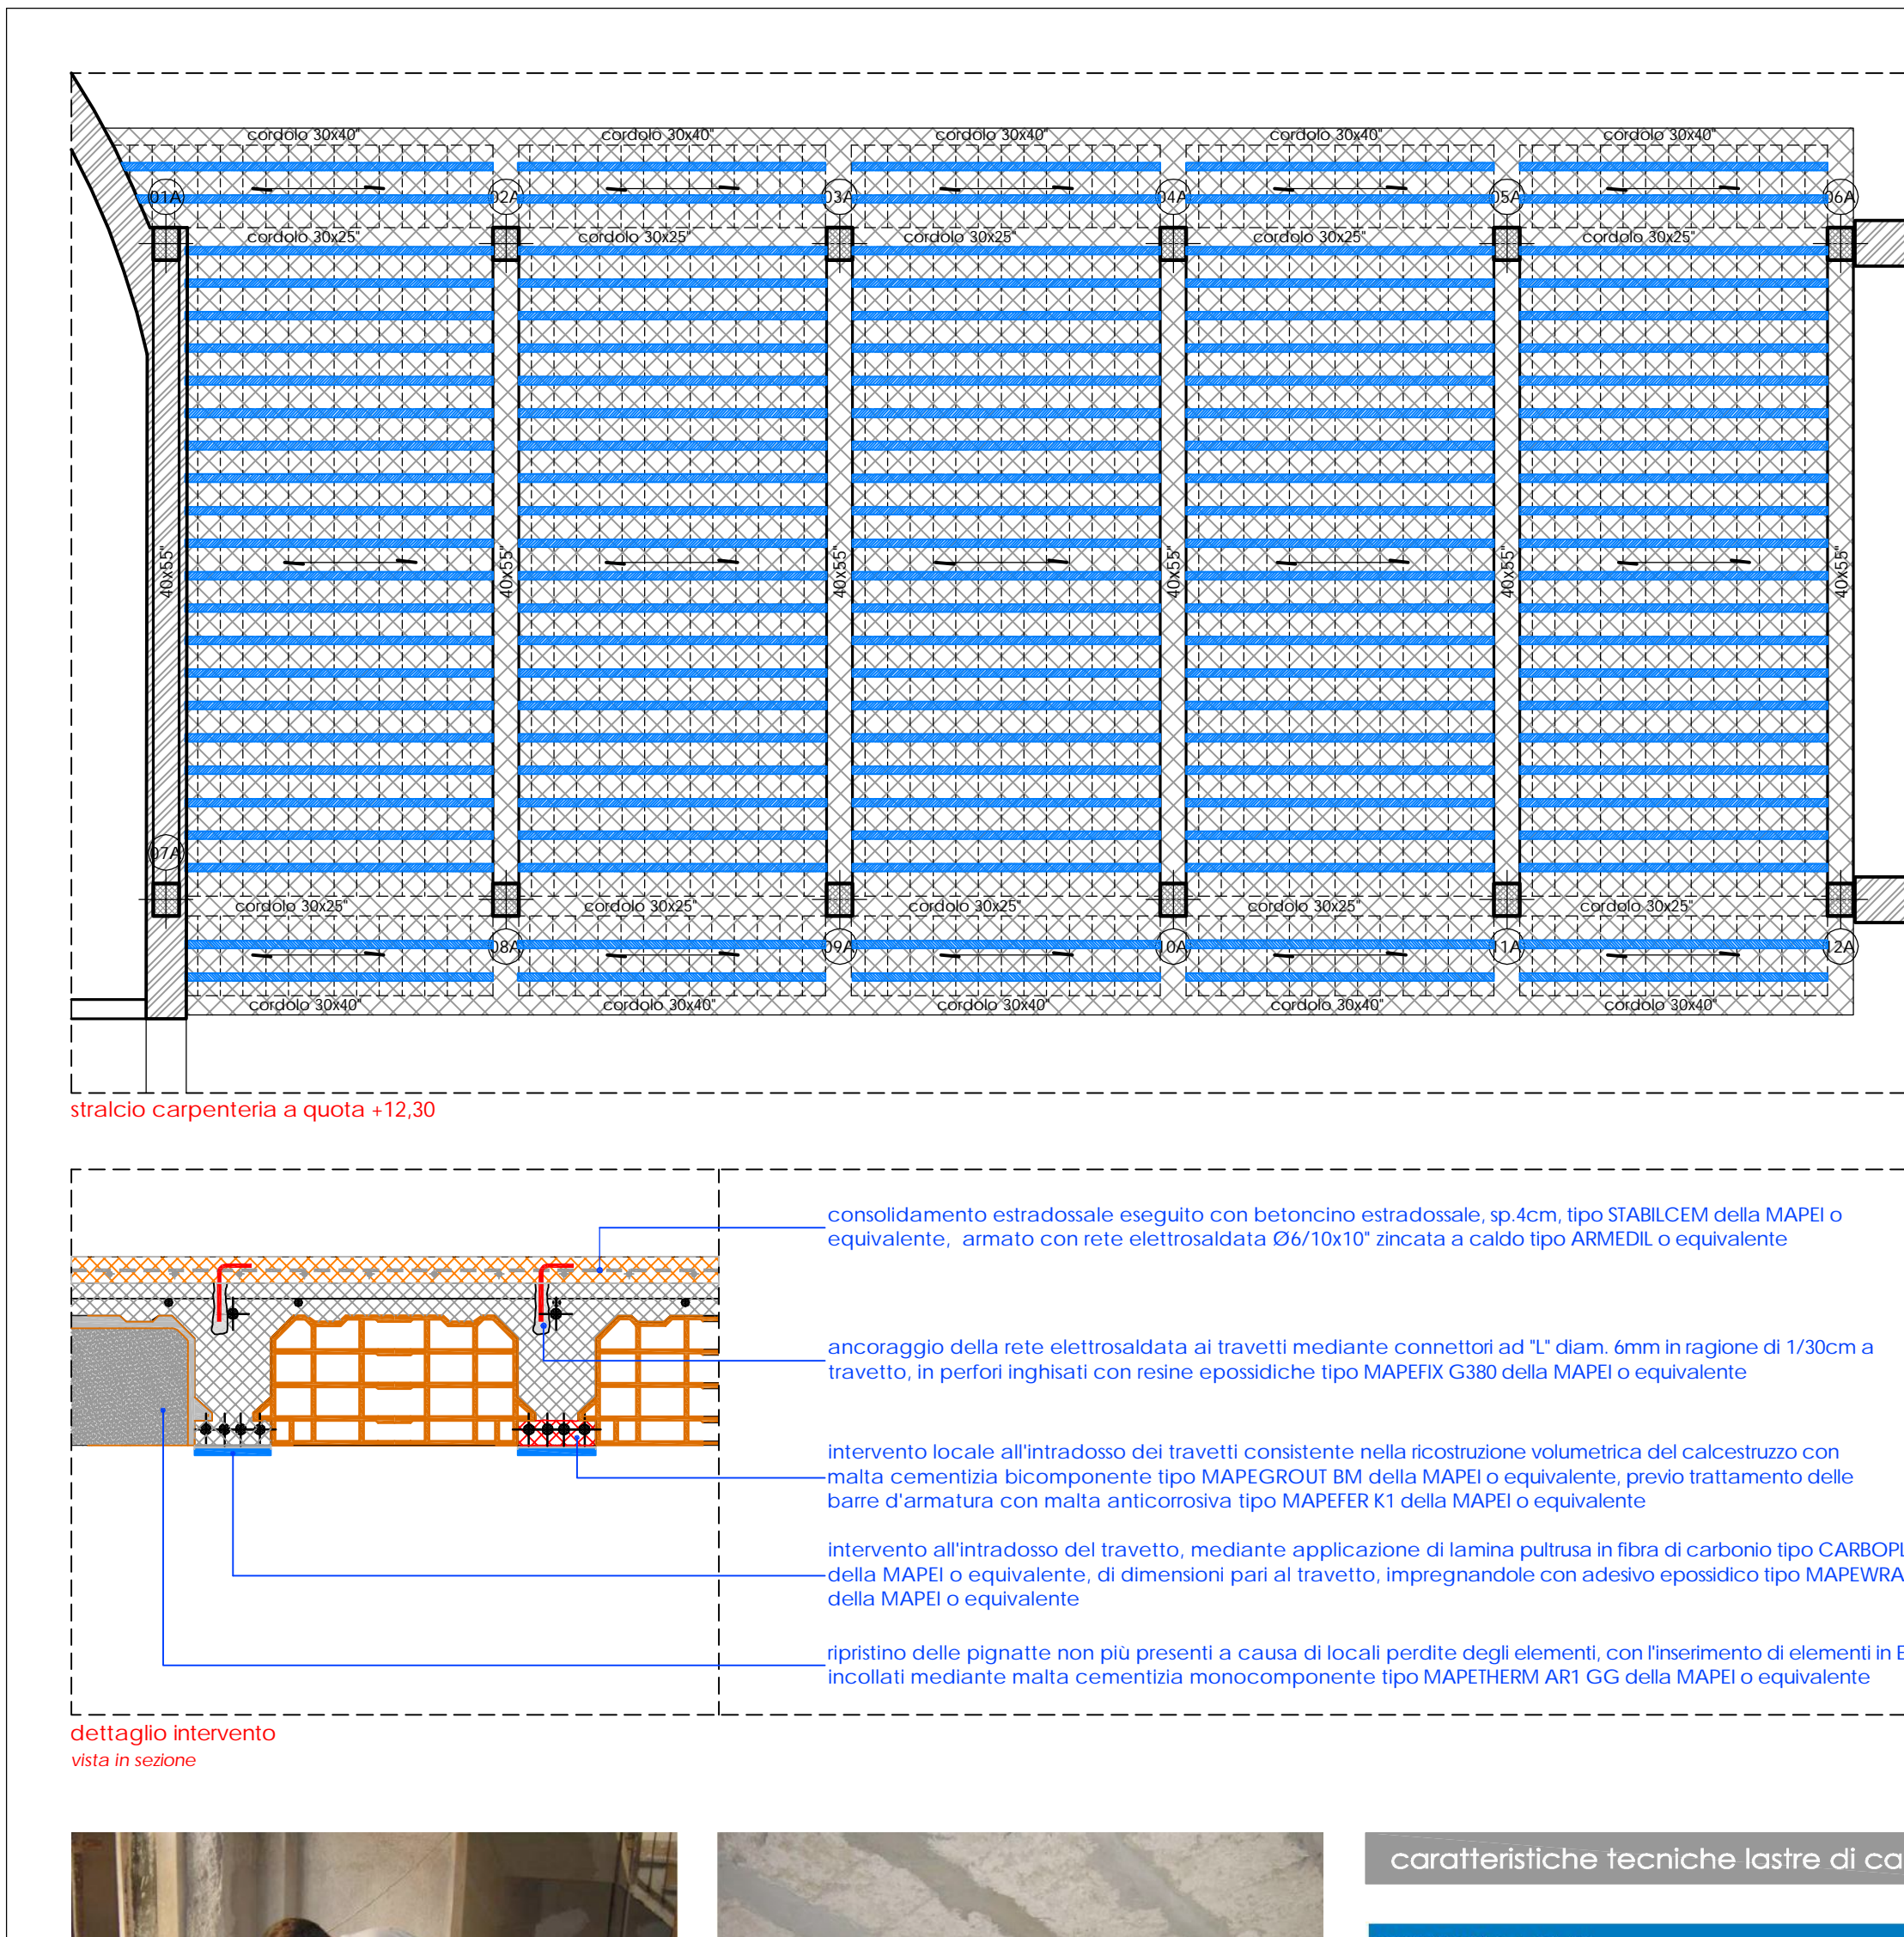 cordolo 30x40" cordolo 30x40" cordolo 30x40" cordolo 30x40" cordolo 30x40"
01A 02A 03A 04A 05A 06A
cordolo 30x25" cordolo 30x25" cordolo 30x25" cordolo 30x25" cordolo 30x25"
40x55" 40x55" 40x55" 40x55" 40x55" 40x55"
07A
cordolo 30x25" cordolo 30x25" cordolo 30x25" cordolo 30x25" cordolo 30x25"
08A 09A 10A 11A 12A
cordolo 30x40" cordolo 30x40" cordolo 30x40" cordolo 30x40" cordolo 30x40"
stralcio carpenteria a quota +12,30
consolidamento estradossale eseguito con betoncino estradossale, sp.4cm, tipo STABILCEM della MAPEI o
equivalente, armato con rete elettrosaldata Ø6/10x10" zincata a caldo tipo ARMEDIL o equivalente
ancoraggio della rete elettrosaldata ai travetti mediante connettori ad "L" diam. 6mm in ragione di 1/30cm a
travetto, in perfori inghisati con resine epossidiche tipo MAPEFIX G380 della MAPEI o equivalente
intervento locale all'intradosso dei travetti consistente nella ricostruzione volumetrica del calcestruzzo con
malta cementizia bicomponente tipo MAPEGROUT BM della MAPEI o equivalente, previo trattamento delle
barre d'armatura con malta anticorrosiva tipo MAPEFER K1 della MAPEI o equivalente
intervento all'intradosso del travetto, mediante applicazione di lamina pultrusa in fibra di carbonio tipo
della MAPEI o equivalente, di dimensioni pari al travetto, impregnandole con adesivo epossidico tipo
della MAPEI o equivalente
ripristino delle pignatte non più presenti a causa di locali perdite degli elementi, con l'inserimento di elementi in
incollati mediante malta cementizia monocomponente tipo MAPETHERM AR1 GG della MAPEI o equivalente
dettaglio intervento
vista in sezione
caratteristiche tecniche lastre di